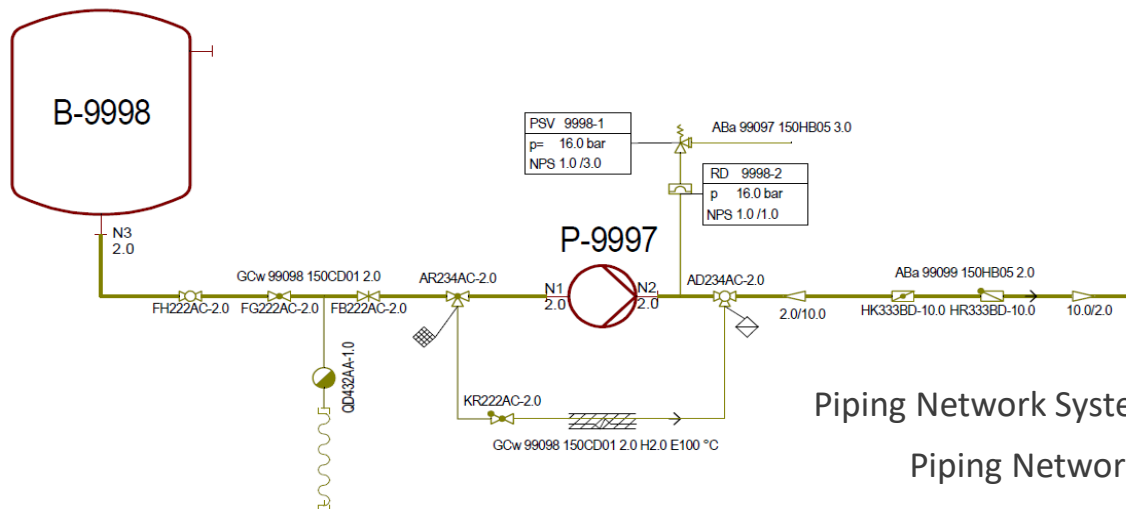 B-9998
PSV 9998-1
p= 16.0 bar
NPS 1.0 /3.0
ABa 99097 150HB05 3.0
RD 9998-2
p 16.0 bar
NPS 1.0 /1.0
N3
2.0
P-9997
GCw 99098 150CD01 2.0
AR234AC-2.0
N1
2.0
N2
2.0
AD234AC-2.0
ABa 99099 150HB05 2.0
FH222AC-2.0
FG222AC-2.0
FB222AC-2.0
2.0/10.0
HK333BD-10.0
HR333BD-10.0
10.0/2.0
QD432AA-1.0
KR222AC-2.0
GCw 99098 150CD01 2.0 H2.0 E100 °C
Piping Network Syste
Piping Networ